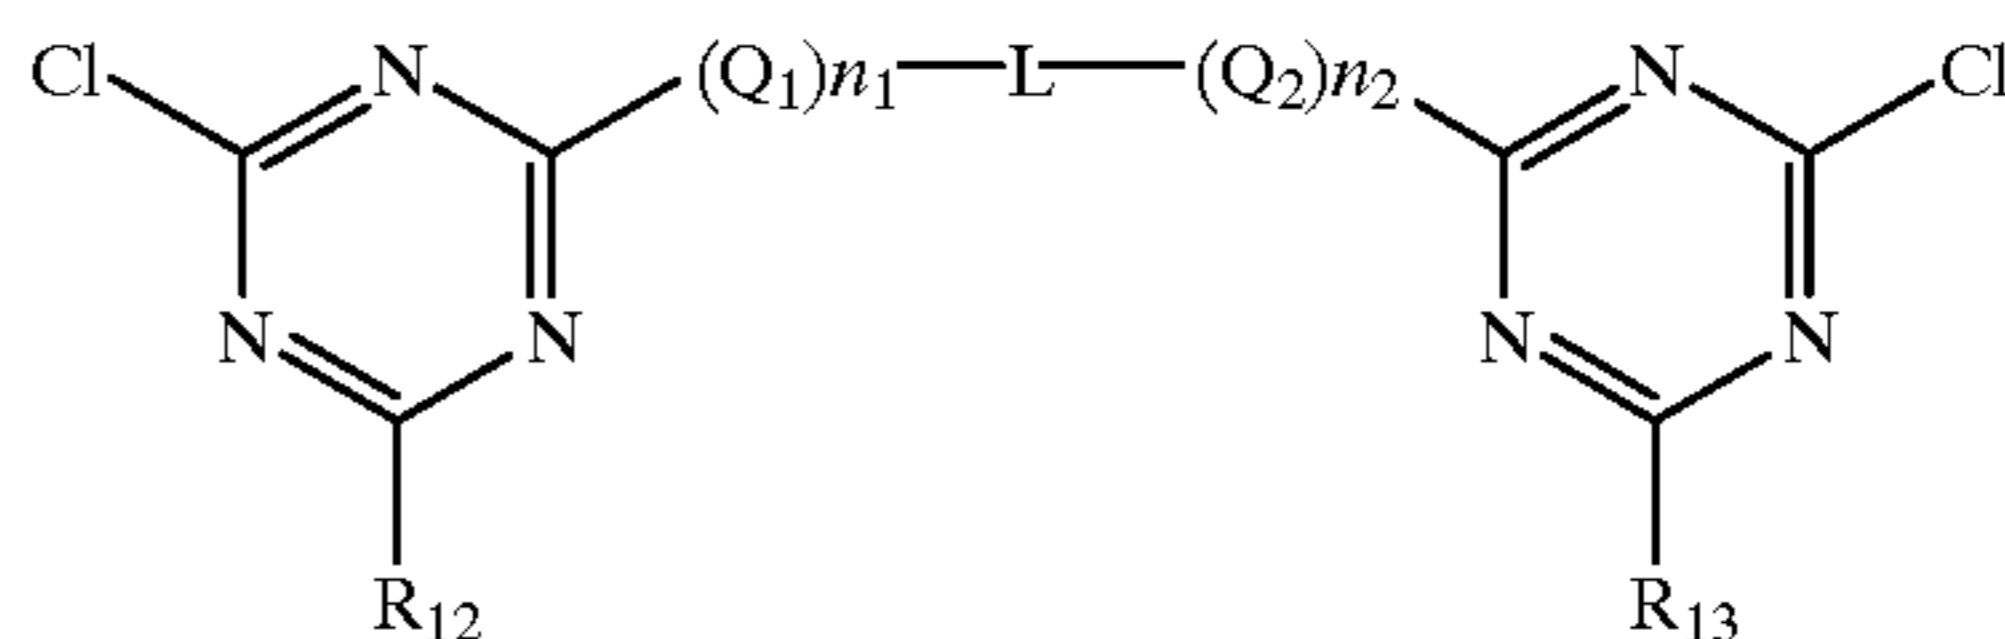 Cl N (Q₁)n₁ L (Q₂)n₂ N Cl
N N N N
R₁₂ R₁₃